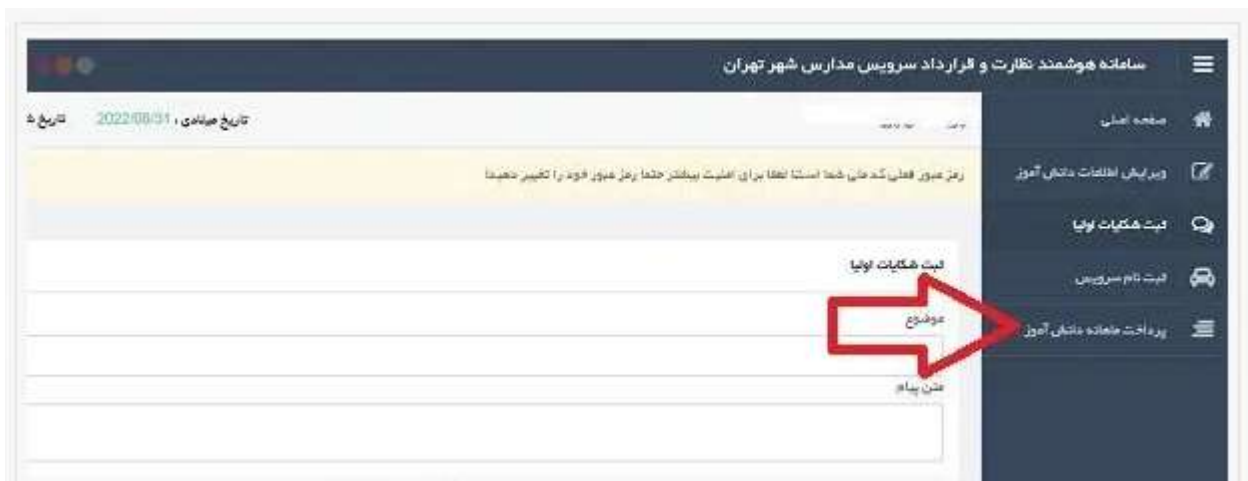 سامانه هوشمند نظارت و قرارداد سرویس مدارس شهر تهران
صفحه اصلی
ویرایش اطلاعات دانش آموز
ثبت شکایات اولیا
ثبت نام سرویس
پرداخت ماهانه دانش آموز
تاریخ میلادی : 2022/08/31 تاریخ
رمز عبور فعلی کد ملی شما است! لطفا برای امنیت بیشتر حتما رمز عبور خود را تغییر دهید!
ثبت شکایات اولیا
موضوع
متن پیام